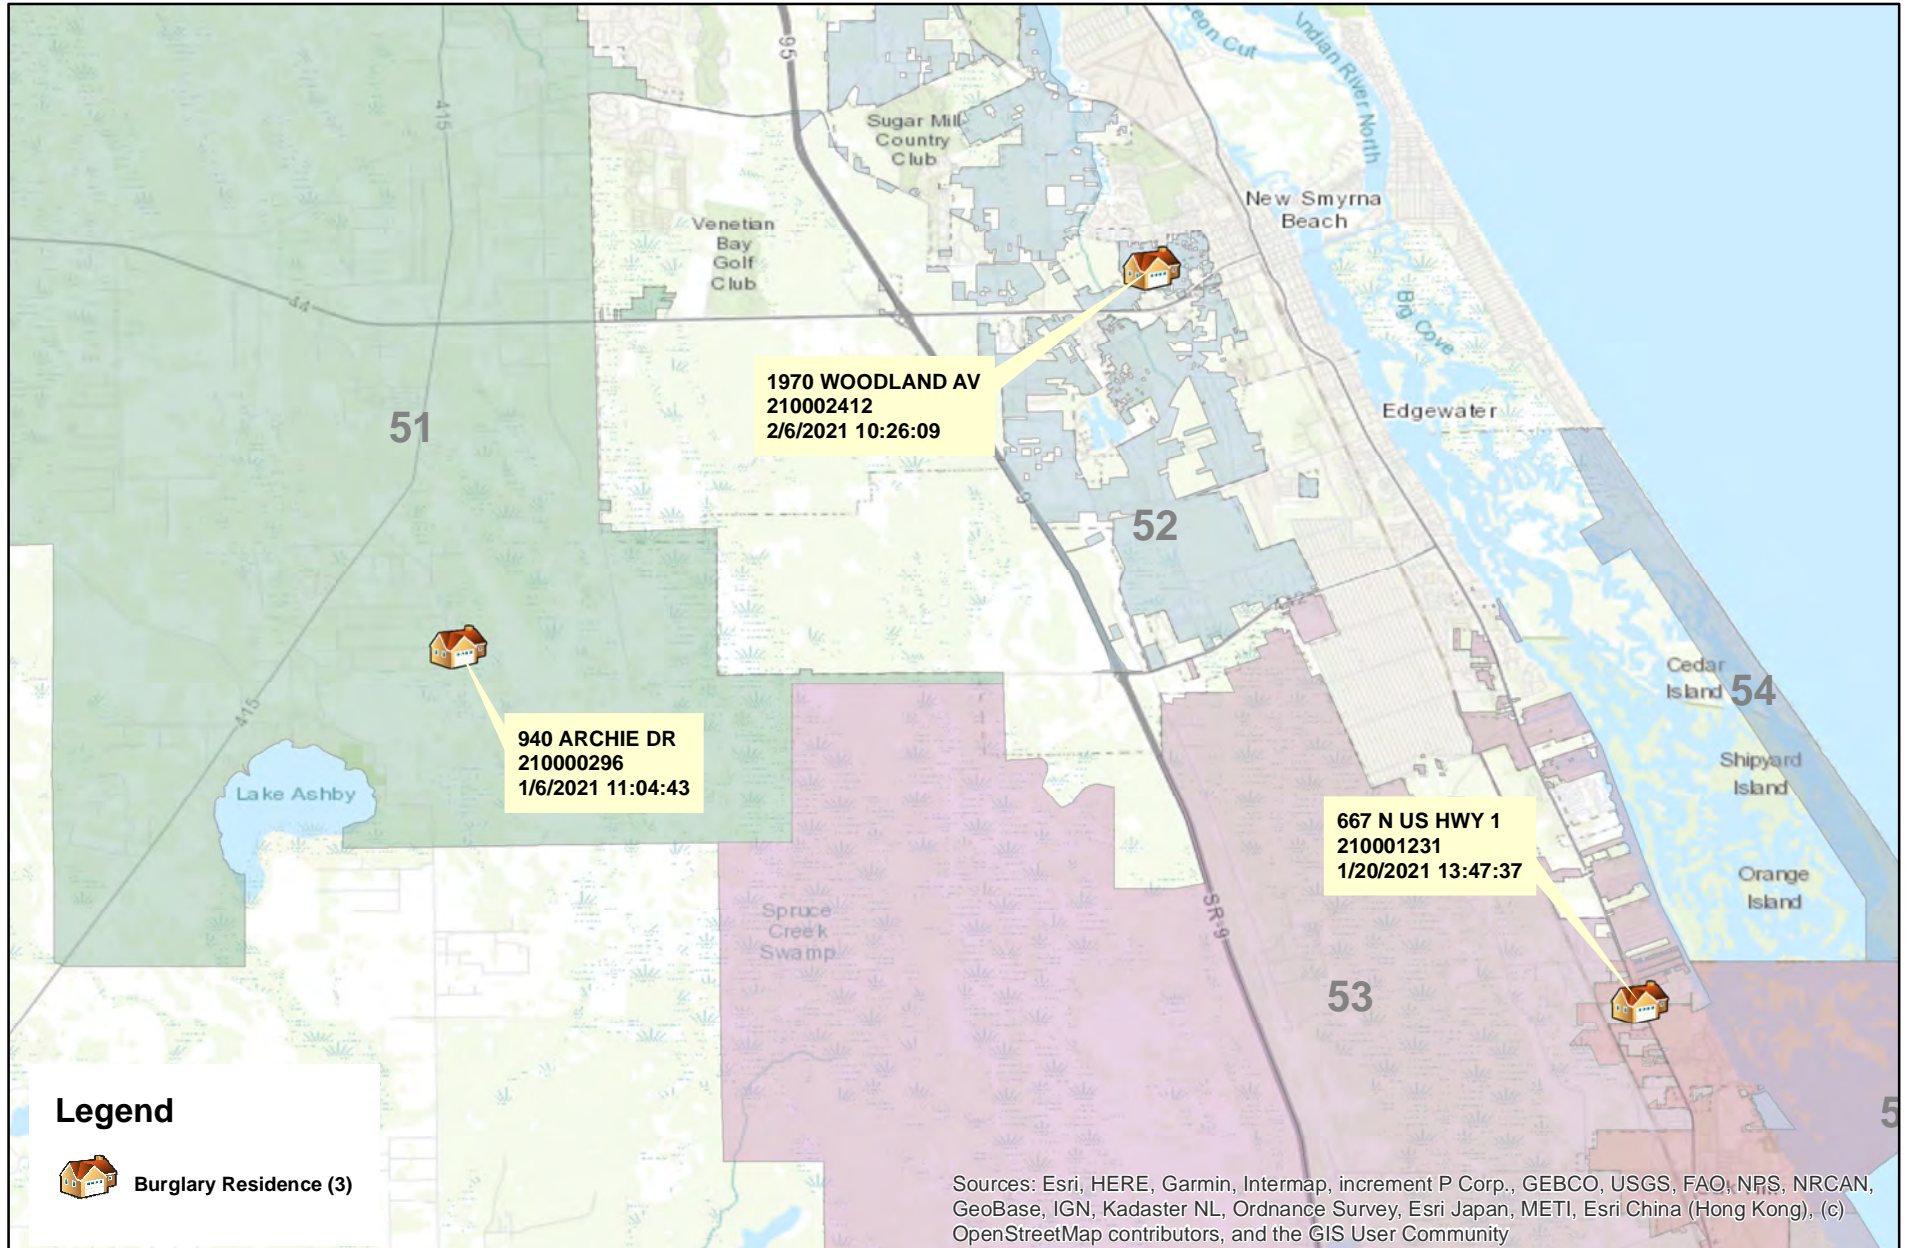 95
eon Cut
Indian River North
415
Sugar Mill
Country
Club
New Smyrna
Beach
Venetian
Bay
Golf
Club
44
Big Cove
1970 WOODLAND AV
210002412
2/6/2021 10:26:09
Edgewater
51
9
52
415
Cedar
Island
54
940 ARCHIE DR
210000296
1/6/2021 11:04:43
Lake Ashby
Shipyard
Island
667 N US HWY 1
210001231
1/20/2021 13:47:37
Orange
Island
SR-9
Spruce
Creek
Swamp
53
5
Legend
Burglary Residence (3)
Sources: Esri, HERE, Garmin, Intermap, increment P Corp., GEBCO, USGS, FAO, NPS, NRCAN,
GeoBase, IGN, Kadaster NL, Ordnance Survey, Esri Japan, METI, Esri China (Hong Kong), (c)
OpenStreetMap contributors, and the GIS User Community